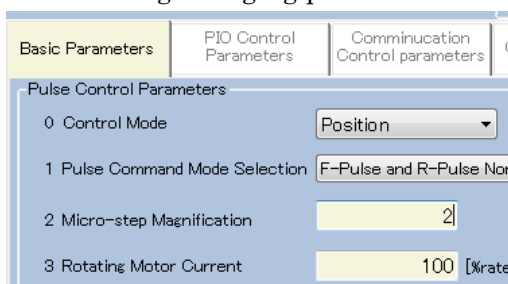 Basic Parameters
PIO Control
Parameters
Comminucation
Control parameters
Pulse Control Parameters
0 Control Mode
Position
1 Pulse Command Mode Selection
F-Pulse and R-Pulse
2 Micro-step Magnification
2
3 Rotating Motor Current
100 [%rate